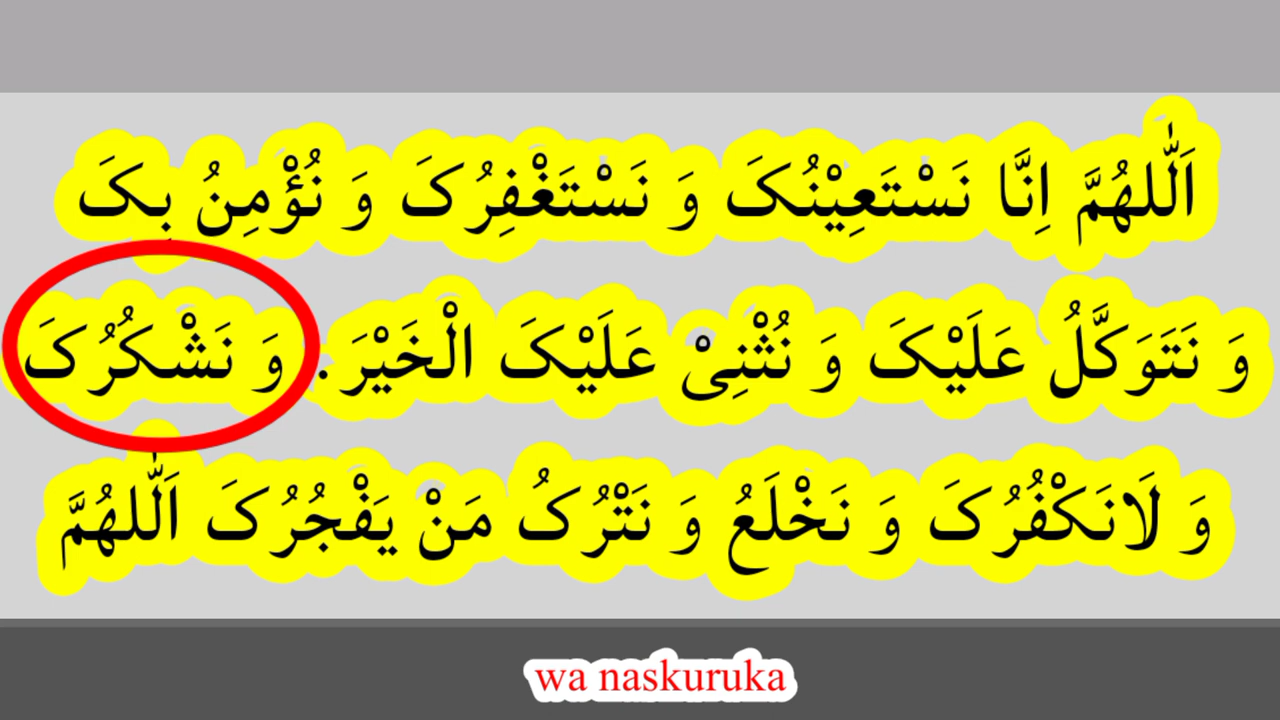 اَللّٰهُمَّ اِنَّا نَسْتَعِيْنُکَ وَ نَسْتَغْفِرُکَ وَ نُؤْمِنُ بِکَ
وَ نَتَوَکَّلُ عَلَيْکَ وَ نُثْنِیْ عَلَيْکَ الْخَيْرَ. وَ نَشْکُرُکَ
وَ لَانَکْفُرُکَ وَ نَخْلَعُ وَ نَتْرُکُ مَنْ يَفْجُرُکَ اَللّٰهُمَّ
wa naskuruka